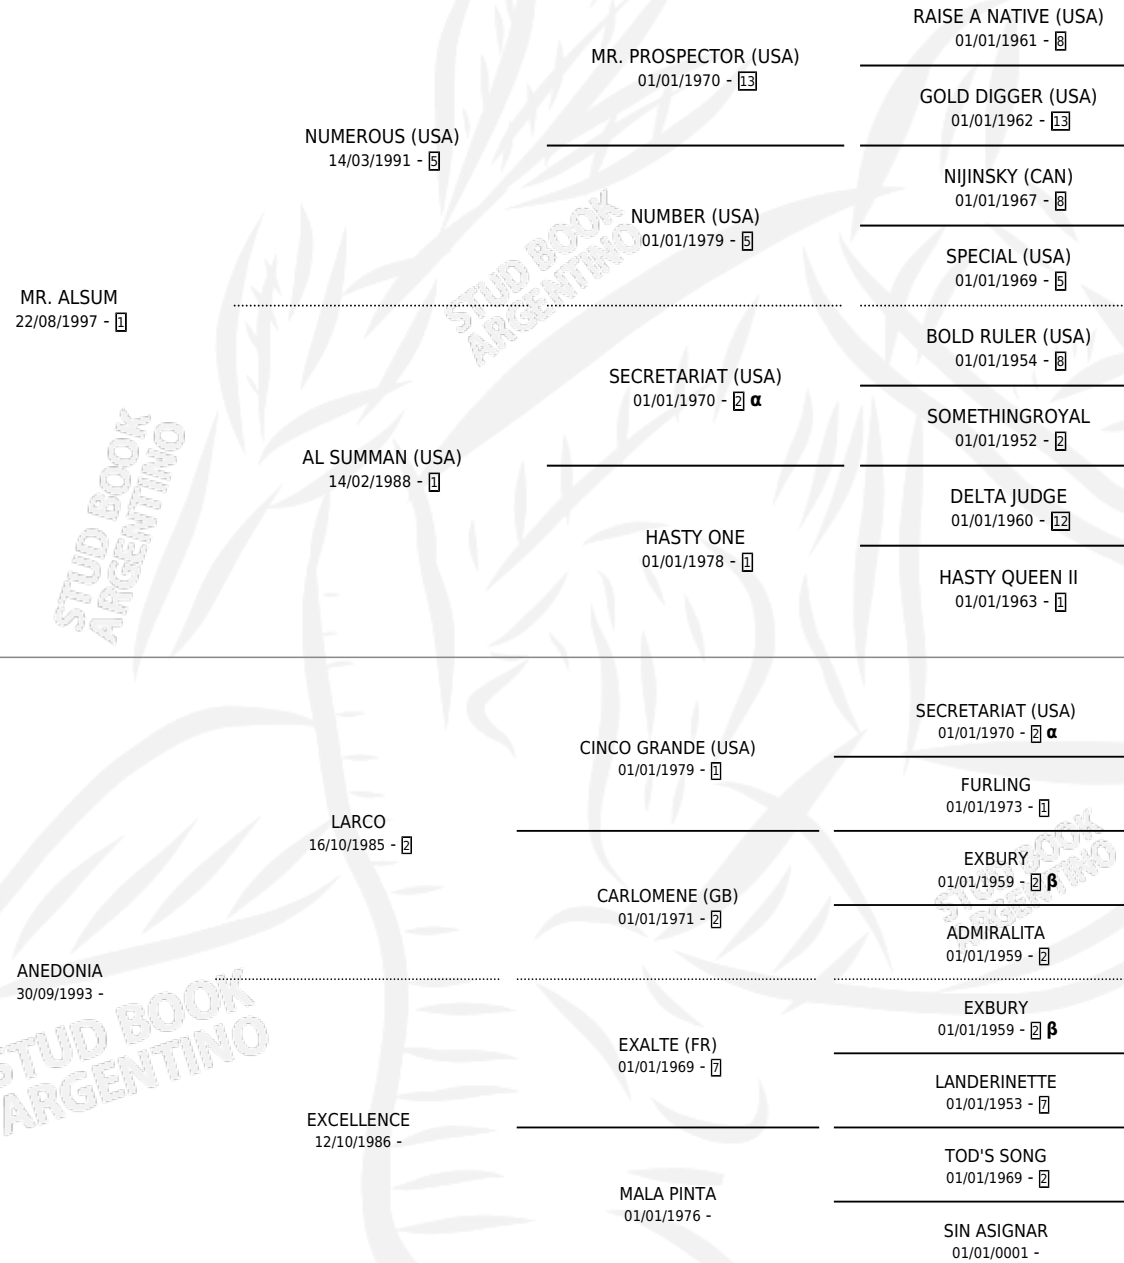 RAISE A NATIVE (USA)
01/01/1961 - 8
MR. PROSPECTOR (USA)
01/01/1970 - 13
GOLD DIGGER (USA)
01/01/1962 - 13
NUMEROUS (USA)
14/03/1991 - 5
NIJINSKY (CAN)
01/01/1967 - 8
NUMBER (USA)
01/01/1979 - 5
SPECIAL (USA)
01/01/1969 - 5
MR. ALSUM
22/08/1997 - 1
BOLD RULER (USA)
01/01/1954 - 8
SECRETARIAT (USA)
01/01/1970 - 2 α
SOMETHINGROYAL
01/01/1952 - 2
AL SUMMAN (USA)
14/02/1988 - 1
DELTA JUDGE
01/01/1960 - 12
HASTY ONE
01/01/1978 - 1
HASTY QUEEN II
01/01/1963 - 1
SECRETARIAT (USA)
01/01/1970 - 2 α
CINCO GRANDE (USA)
01/01/1979 - 1
FURLING
01/01/1973 - 1
LARCO
16/10/1985 - 2
EXBURY
01/01/1959 - 2 β
CARLOMENE (GB)
01/01/1971 - 2
ADMIRALITA
01/01/1959 - 2
ANEDONIA
30/09/1993 -
EXBURY
01/01/1959 - 2 β
EXALTE (FR)
01/01/1969 - 7
LANDERINETTE
01/01/1953 - 7
EXCELLENCE
12/10/1986 -
TOD'S SONG
01/01/1969 - 2
MALA PINTA
01/01/1976 -
SIN ASIGNAR
01/01/0001 -
STUD BOOK
ARGENTINO
STUD BOOK
ARGENTINO
STUD BOOK
ARGENTINO
STUD BOOK
ARGENTINO